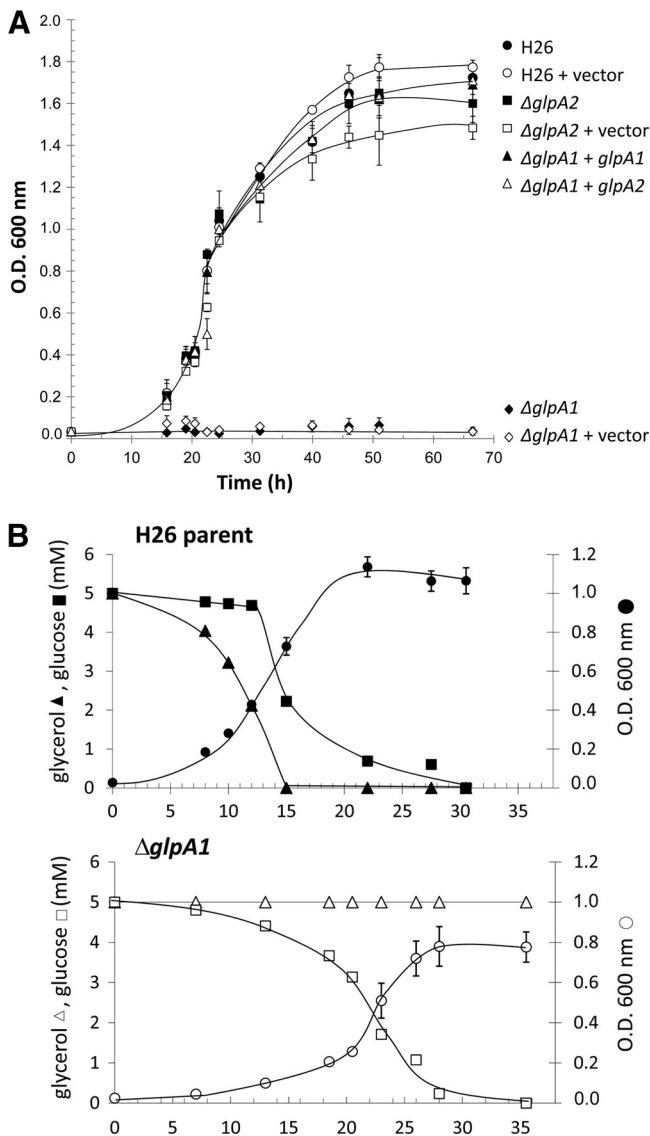 A
2.0
1.8
1.6
1.4
1.2
1.0
0.8
0.6
0.4
0.2
0.0
O.D. 600 nm
0 10 20 30 40 50 60 70
Time (h)
● H26
○ H26 + vector
■ ΔglpA2
□ ΔglpA2 + vector
▲ ΔglpA1 + glpA1
△ ΔglpA1 + glpA2
◆ ΔglpA1
◇ ΔglpA1 + vector
B
H26 parent
glycerol ▲, glucose ■ (mM)
6
5
4
3
2
1
0
0 5 10 15 20 25 30 35
1.2
1.0
0.8
0.6
0.4
0.2
0.0
O.D. 600 nm ●
ΔglpA1
glycerol △, glucose □ (mM)
6
5
4
3
2
1
0
0 5 10 15 20 25 30 35
1.2
1.0
0.8
0.6
0.4
0.2
0.0
O.D. 600 nm ○